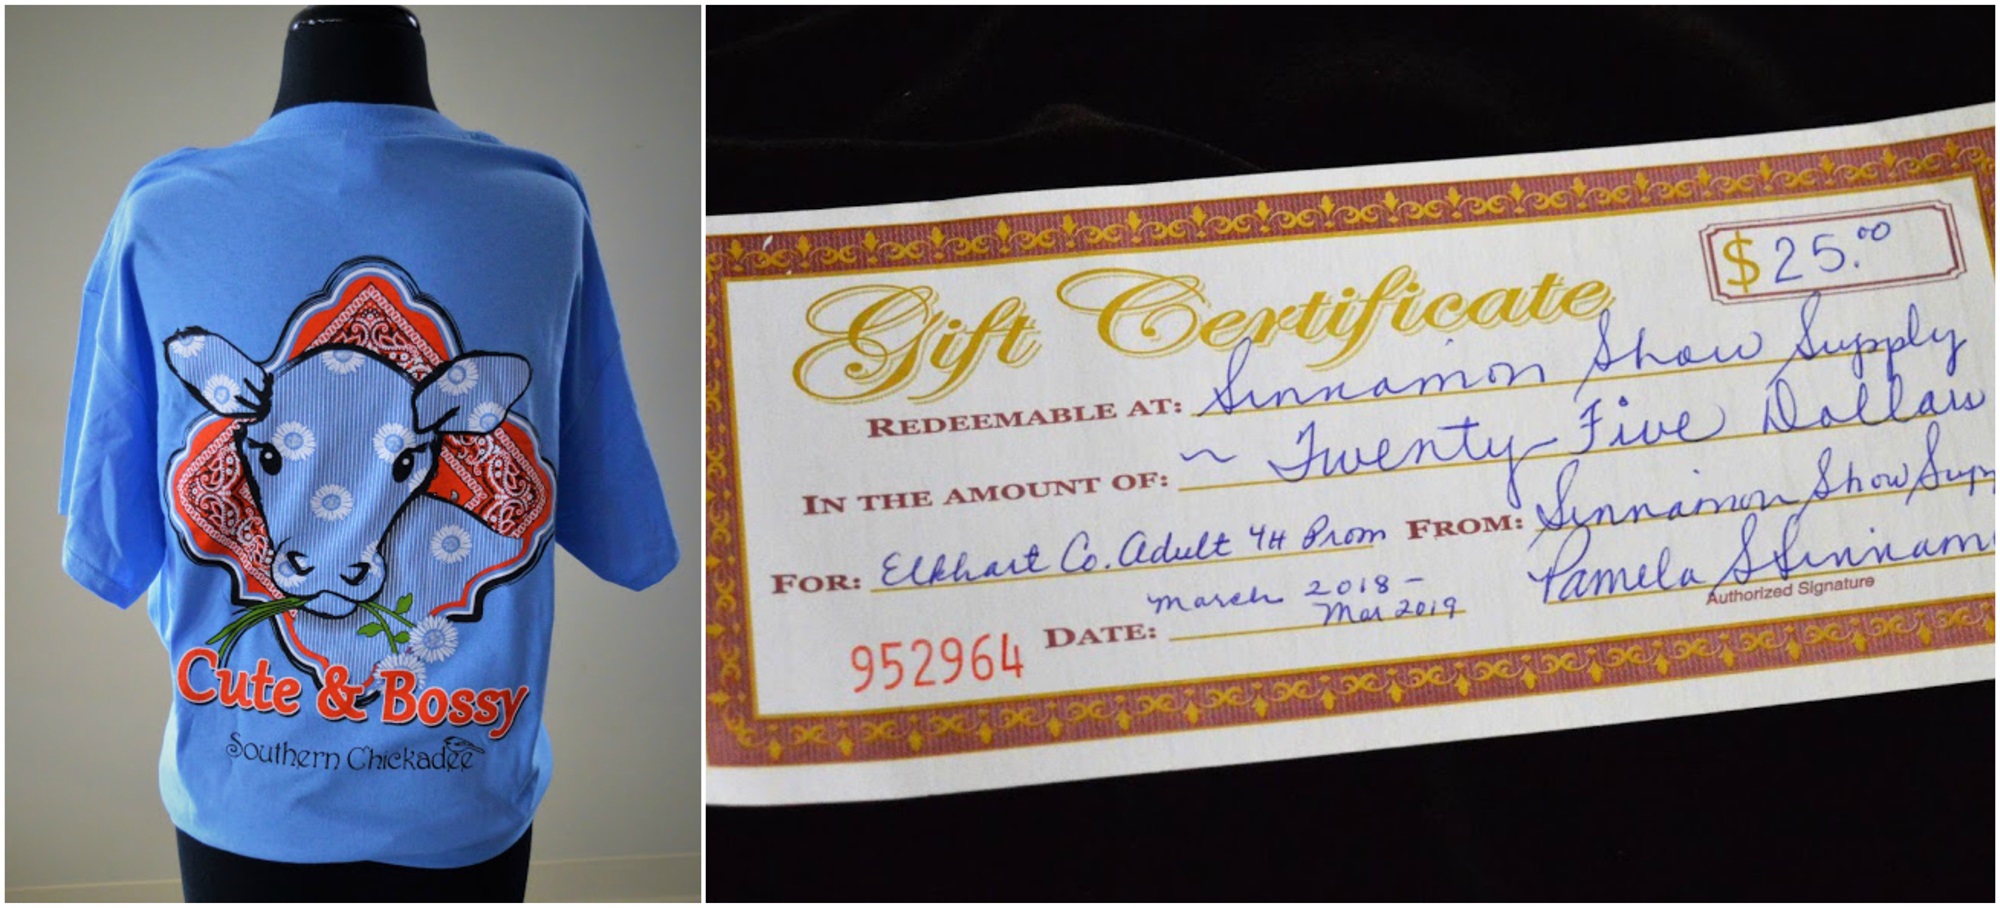 Cute & Bossy
Southern Chickadee
Gift Certificate
$ 25.00
REDEEMABLE AT: Sinnamon Show Supply
IN THE AMOUNT OF: ~ Twenty Five Dollars
FOR: Elkhart Co. Adult 4H Prom FROM: Sinnamon Show Supp
Pamela S Sinnam
Authorized Signature
952964 DATE: March 2018 -
Mar 2019